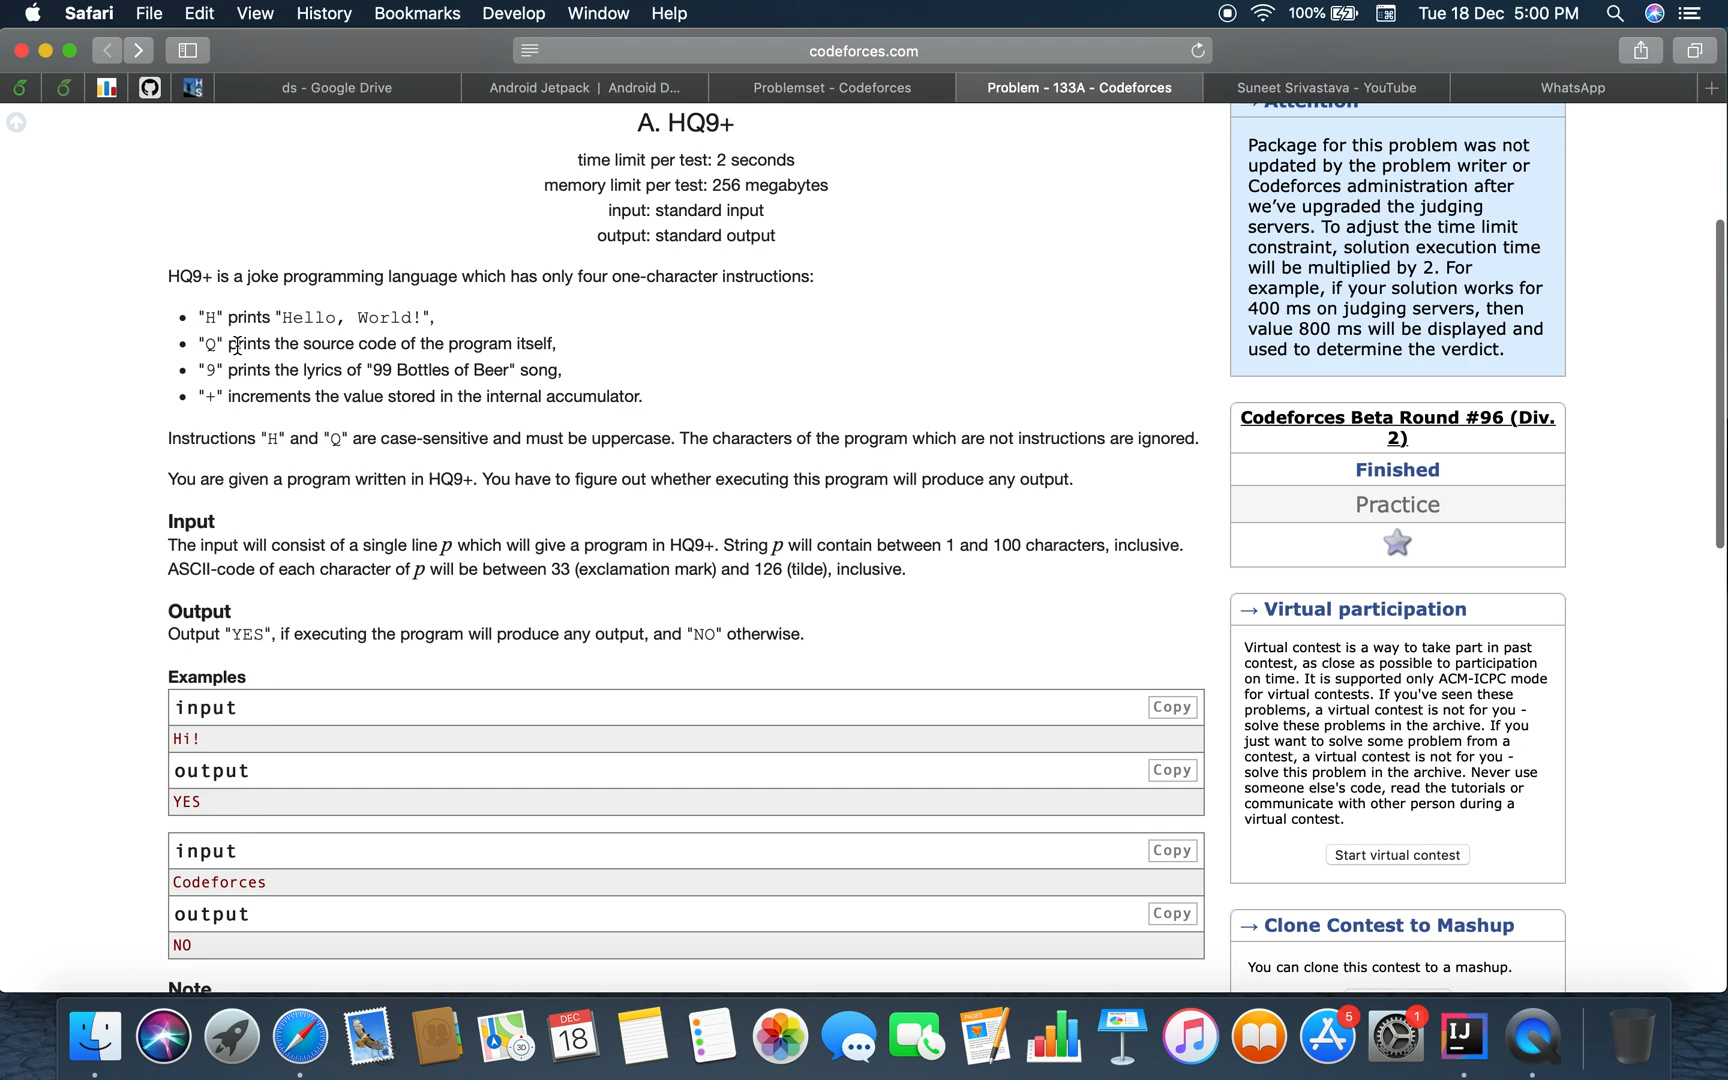 Safari File Edit View History Bookmarks Develop Window Help 100% Tue 18 Dec 5:00 PM
codeforces.com
ds - Google Drive Android Jetpack | Android D... Problemset - Codeforces Problem - 133A - Codeforces Suneet Srivastava - YouTube WhatsApp
A. HQ9+
time limit per test: 2 seconds
memory limit per test: 256 megabytes
input: standard input
output: standard output
HQ9+ is a joke programming language which has only four one-character instructions:
• "H" prints "Hello, World!",
• "Q" prints the source code of the program itself,
• "9" prints the lyrics of "99 Bottles of Beer" song,
• "+" increments the value stored in the internal accumulator.
Instructions "H" and "Q" are case-sensitive and must be uppercase. The characters of the program which are not instructions are ignored.
You are given a program written in HQ9+. You have to figure out whether executing this program will produce any output.
Input
The input will consist of a single line p which will give a program in HQ9+. String p will contain between 1 and 100 characters, inclusive.
ASCII-code of each character of p will be between 33 (exclamation mark) and 126 (tilde), inclusive.
Output
Output "YES", if executing the program will produce any output, and "NO" otherwise.
Examples
input Copy
Hi!
output Copy
YES
input Copy
Codeforces
output Copy
NO
Note
→ Attention
Package for this problem was not
updated by the problem writer or
Codeforces administration after
we've upgraded the judging
servers. To adjust the time limit
constraint, solution execution time
will be multiplied by 2. For
example, if your solution works for
400 ms on judging servers, then
value 800 ms will be displayed and
used to determine the verdict.
Codeforces Beta Round #96 (Div.
2)
Finished
Practice
→ Virtual participation
Virtual contest is a way to take part in past
contest, as close as possible to participation
on time. It is supported only ACM-ICPC mode
for virtual contests. If you've seen these
problems, a virtual contest is not for you -
solve these problems in the archive. If you
just want to solve some problem from a
contest, a virtual contest is not for you -
solve this problem in the archive. Never use
someone else's code, read the tutorials or
communicate with other person during a
virtual contest.
Start virtual contest
→ Clone Contest to Mashup
You can clone this contest to a mashup.
3D
DEC
18
PAGES
5
1
IJ